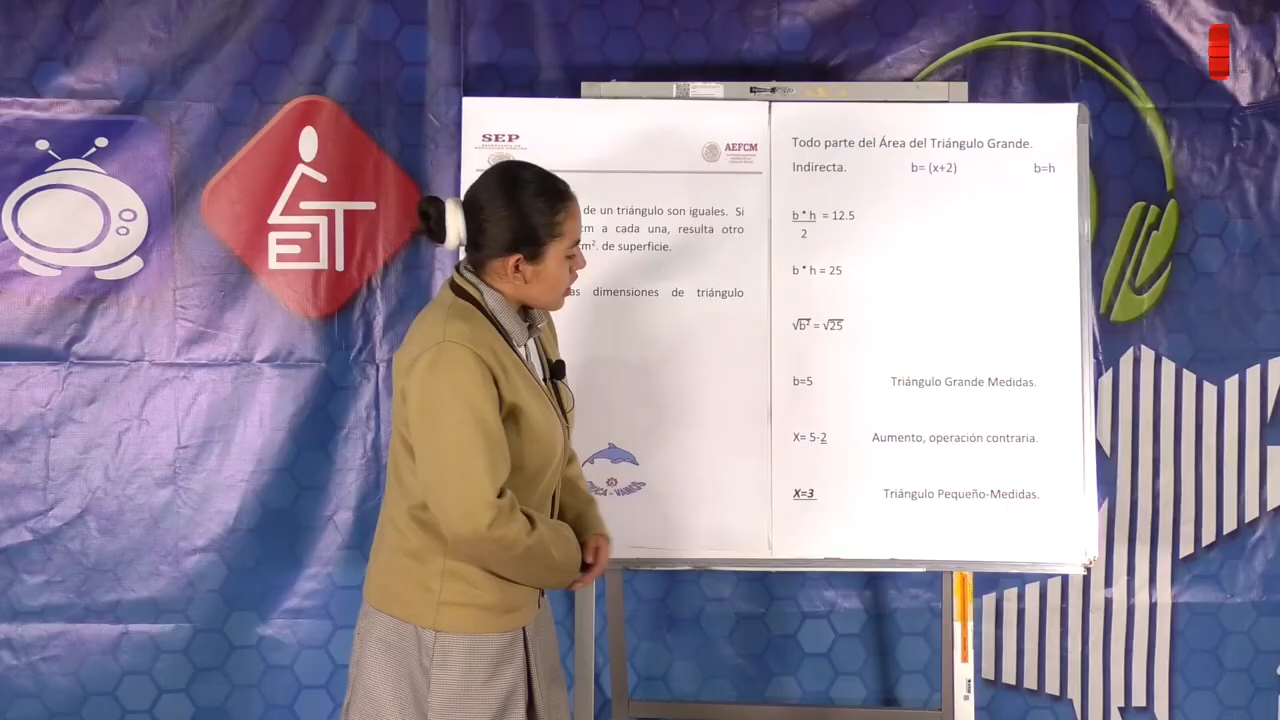 SEP
AEFCM
de un triángulo son iguales. Si
cm a cada una, resulta otro
cm². de superficie.
as dimensiones de triángulo
Todo parte del Área del Triángulo Grande.
Indirecta. b= (x+2) b=h
b * h = 12.5
2
b * h = 25
√b² = √25
b=5 Triángulo Grande Medidas.
X= 5-2 Aumento, operación contraria.
X=3 Triángulo Pequeño-Medidas.